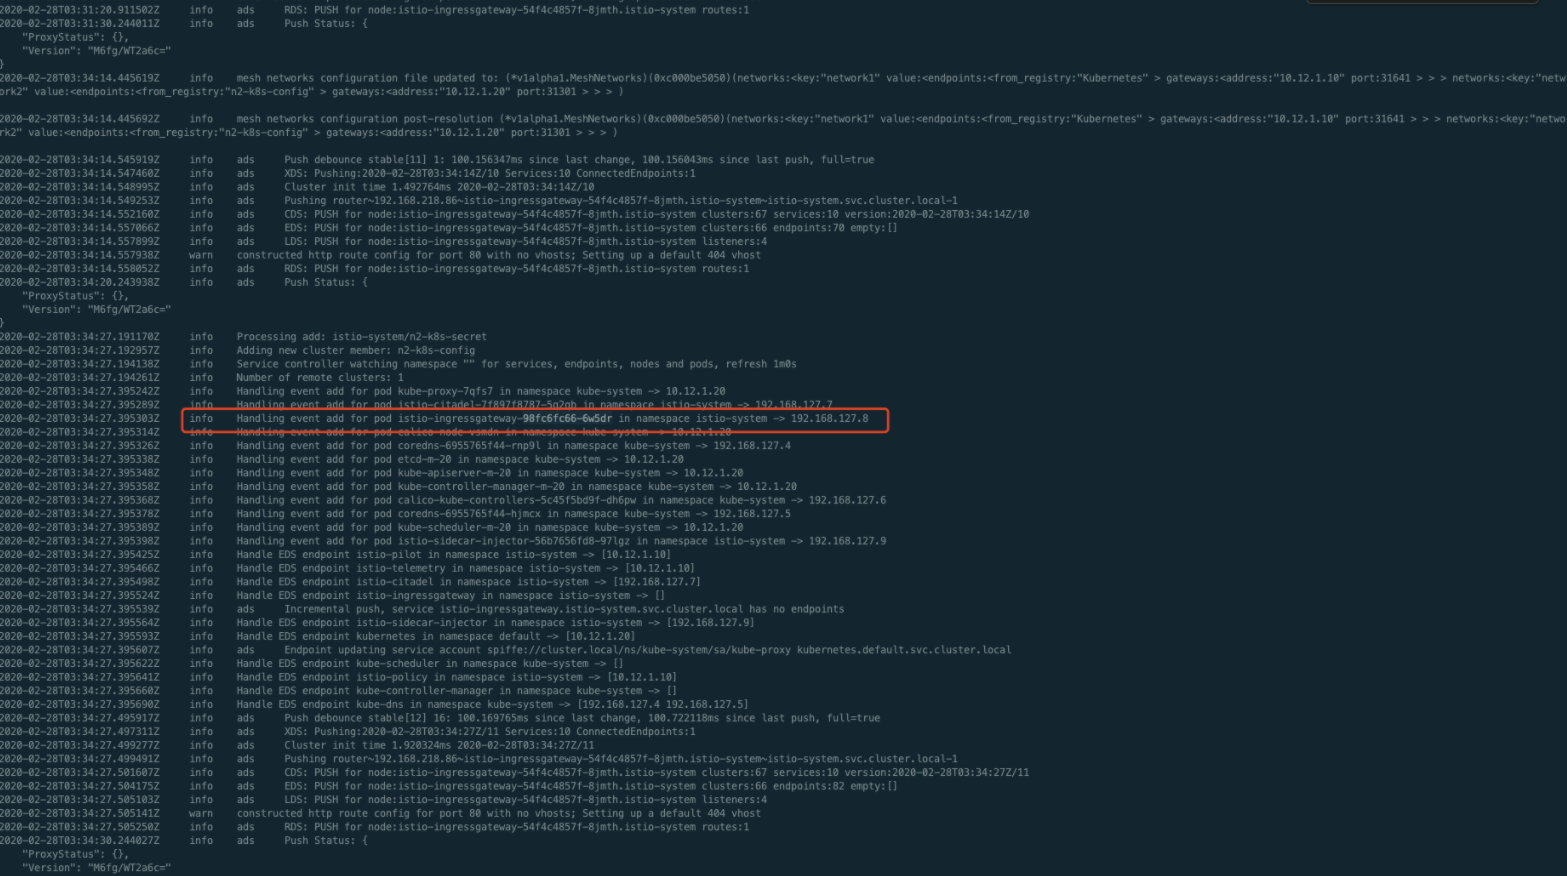 2020-02-28T03:31:20.911502Z info ads RDS: PUSH for node:istio-ingressgateway-54f4c4857f-8jmth.istio-system routes:1
2020-02-28T03:31:30.244011Z info ads Push Status: {
"ProxyStatus": {},
"Version": "M6fg/WT2a6c="
}
2020-02-28T03:34:14.445619Z info mesh networks configuration file updated to: (*v1alpha1.MeshNetworks)(0xc000be5050)(networks:<key:"network1" value:<endpoints:<from_registry:"Kubernetes" > gateways:<address:"10.12.1.10" port:31641 > > > networks:<key:"netw
ork2" value:<endpoints:<from_registry:"n2-k8s-config" > gateways:<address:"10.12.1.20" port:31301 > > > )
2020-02-28T03:34:14.445692Z info mesh networks configuration post-resolution (*v1alpha1.MeshNetworks)(0xc000be5050)(networks:<key:"network1" value:<endpoints:<from_registry:"Kubernetes" > gateways:<address:"10.12.1.10" port:31641 > > > networks:<key:"netwo
rk2" value:<endpoints:<from_registry:"n2-k8s-config" > gateways:<address:"10.12.1.20" port:31301 > > > )
2020-02-28T03:34:14.545919Z info ads Push debounce stable[11] 1: 100.156347ms since last change, 100.156043ms since last push, full=true
2020-02-28T03:34:14.547460Z info ads XDS: Pushing:2020-02-28T03:34:14Z/10 Services:10 ConnectedEndpoints:1
2020-02-28T03:34:14.548995Z info ads Cluster init time 1.492764ms 2020-02-28T03:34:14Z/10
2020-02-28T03:34:14.549253Z info ads Pushing router~192.168.218.86~istio-ingressgateway-54f4c4857f-8jmth.istio-system~istio-system.svc.cluster.local-1
2020-02-28T03:34:14.552160Z info ads CDS: PUSH for node:istio-ingressgateway-54f4c4857f-8jmth.istio-system clusters:67 services:10 version:2020-02-28T03:34:14Z/10
2020-02-28T03:34:14.557066Z info ads EDS: PUSH for node:istio-ingressgateway-54f4c4857f-8jmth.istio-system clusters:66 endpoints:70 empty:[]
2020-02-28T03:34:14.557899Z info ads LDS: PUSH for node:istio-ingressgateway-54f4c4857f-8jmth.istio-system listeners:4
2020-02-28T03:34:14.557938Z warn constructed http route config for port 80 with no vhosts; Setting up a default 404 vhost
2020-02-28T03:34:14.558052Z info ads RDS: PUSH for node:istio-ingressgateway-54f4c4857f-8jmth.istio-system routes:1
2020-02-28T03:34:20.243938Z info ads Push Status: {
"ProxyStatus": {},
"Version": "M6fg/WT2a6c="
}
2020-02-28T03:34:27.191170Z info Processing add: istio-system/n2-k8s-secret
2020-02-28T03:34:27.192957Z info Adding new cluster member: n2-k8s-config
2020-02-28T03:34:27.194138Z info Service controller watching namespace "" for services, endpoints, nodes and pods, refresh 1m0s
2020-02-28T03:34:27.194261Z info Number of remote clusters: 1
2020-02-28T03:34:27.395242Z info Handling event add for pod kube-proxy-7qfs7 in namespace kube-system -> 10.12.1.20
2020-02-28T03:34:27.395289Z info Handling event add for pod istio-citadel-7f897f8787-5g2gb in namespace istio-system -> 192.168.127.7
2020-02-28T03:34:27.395303Z info Handling event add for pod istio-ingressgateway-98fc6fc66-6w5dr in namespace istio-system -> 192.168.127.8
2020-02-28T03:34:27.395314Z info Handling event add for pod calico-node-vsmdn in namespace kube-system -> 10.12.1.20
2020-02-28T03:34:27.395326Z info Handling event add for pod coredns-6955765f44-rnp9l in namespace kube-system -> 192.168.127.4
2020-02-28T03:34:27.395338Z info Handling event add for pod etcd-m-20 in namespace kube-system -> 10.12.1.20
2020-02-28T03:34:27.395348Z info Handling event add for pod kube-apiserver-m-20 in namespace kube-system -> 10.12.1.20
2020-02-28T03:34:27.395358Z info Handling event add for pod kube-controller-manager-m-20 in namespace kube-system -> 10.12.1.20
2020-02-28T03:34:27.395368Z info Handling event add for pod calico-kube-controllers-5c45f5bd9f-dh6pw in namespace kube-system -> 192.168.127.6
2020-02-28T03:34:27.395378Z info Handling event add for pod coredns-6955765f44-hjmcx in namespace kube-system -> 192.168.127.5
2020-02-28T03:34:27.395389Z info Handling event add for pod kube-scheduler-m-20 in namespace kube-system -> 10.12.1.20
2020-02-28T03:34:27.395398Z info Handling event add for pod istio-sidecar-injector-56b7656fd8-97lgz in namespace istio-system -> 192.168.127.9
2020-02-28T03:34:27.395425Z info Handle EDS endpoint istio-pilot in namespace istio-system -> [10.12.1.10]
2020-02-28T03:34:27.395466Z info Handle EDS endpoint istio-telemetry in namespace istio-system -> [10.12.1.10]
2020-02-28T03:34:27.395498Z info Handle EDS endpoint istio-citadel in namespace istio-system -> [192.168.127.7]
2020-02-28T03:34:27.395524Z info Handle EDS endpoint istio-ingressgateway in namespace istio-system -> []
2020-02-28T03:34:27.395539Z info ads Incremental push, service istio-ingressgateway.istio-system.svc.cluster.local has no endpoints
2020-02-28T03:34:27.395564Z info Handle EDS endpoint istio-sidecar-injector in namespace istio-system -> [192.168.127.9]
2020-02-28T03:34:27.395593Z info Handle EDS endpoint kubernetes in namespace default -> [10.12.1.20]
2020-02-28T03:34:27.395607Z info ads Endpoint updating service account spiffe://cluster.local/ns/kube-system/sa/kube-proxy kubernetes.default.svc.cluster.local
2020-02-28T03:34:27.395622Z info Handle EDS endpoint kube-scheduler in namespace kube-system -> []
2020-02-28T03:34:27.395641Z info Handle EDS endpoint istio-policy in namespace istio-system -> [10.12.1.10]
2020-02-28T03:34:27.395660Z info Handle EDS endpoint kube-controller-manager in namespace kube-system -> []
2020-02-28T03:34:27.395690Z info Handle EDS endpoint kube-dns in namespace kube-system -> [192.168.127.4 192.168.127.5]
2020-02-28T03:34:27.495917Z info ads Push debounce stable[12] 16: 100.169765ms since last change, 100.722118ms since last push, full=true
2020-02-28T03:34:27.497311Z info ads XDS: Pushing:2020-02-28T03:34:27Z/11 Services:10 ConnectedEndpoints:1
2020-02-28T03:34:27.499277Z info ads Cluster init time 1.920324ms 2020-02-28T03:34:27Z/11
2020-02-28T03:34:27.499491Z info ads Pushing router~192.168.218.86~istio-ingressgateway-54f4c4857f-8jmth.istio-system~istio-system.svc.cluster.local-1
2020-02-28T03:34:27.501607Z info ads CDS: PUSH for node:istio-ingressgateway-54f4c4857f-8jmth.istio-system clusters:67 services:10 version:2020-02-28T03:34:27Z/11
2020-02-28T03:34:27.504175Z info ads EDS: PUSH for node:istio-ingressgateway-54f4c4857f-8jmth.istio-system clusters:66 endpoints:82 empty:[]
2020-02-28T03:34:27.505103Z info ads LDS: PUSH for node:istio-ingressgateway-54f4c4857f-8jmth.istio-system listeners:4
2020-02-28T03:34:27.505141Z warn constructed http route config for port 80 with no vhosts; Setting up a default 404 vhost
2020-02-28T03:34:27.505250Z info ads RDS: PUSH for node:istio-ingressgateway-54f4c4857f-8jmth.istio-system routes:1
2020-02-28T03:34:30.244027Z info ads Push Status: {
"ProxyStatus": {},
"Version": "M6fg/WT2a6c="